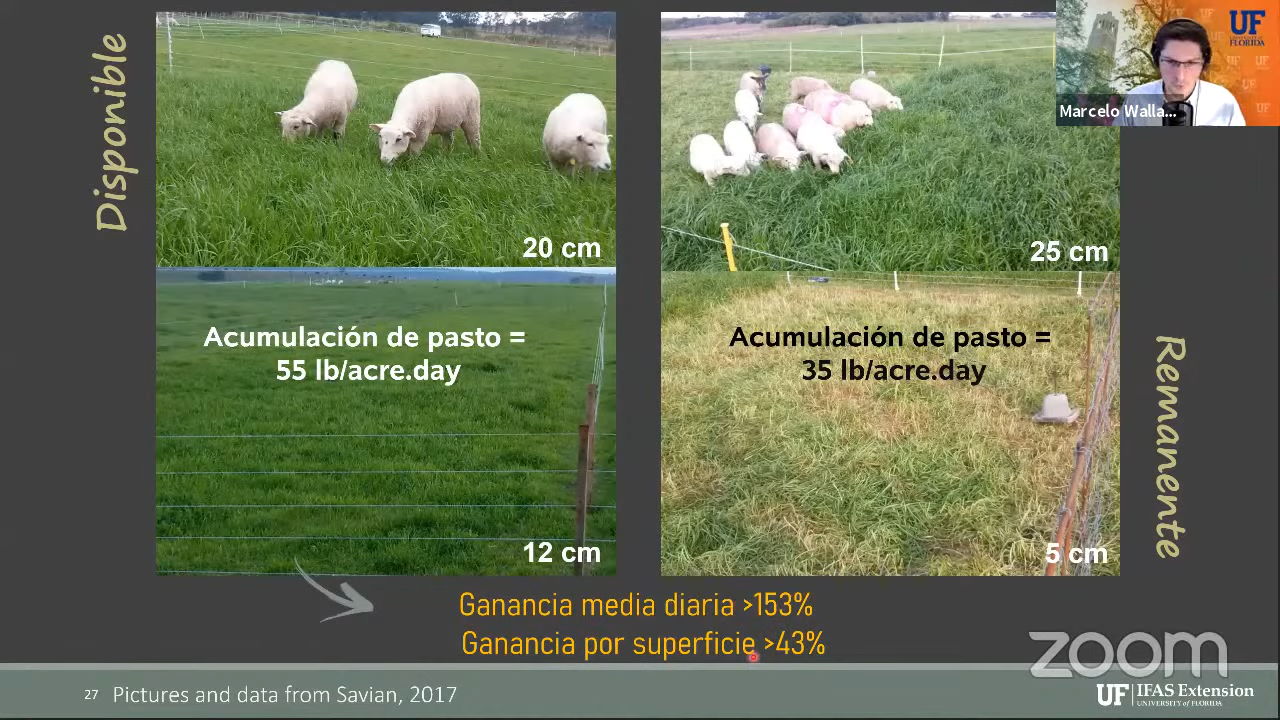 Disponible
20 cm
25 cm
UF
UNIVERSITY of
FLORIDA
Marcelo Walla...
Acumulación de pasto =
55 lb/acre.day
Acumulación de pasto =
35 lb/acre.day
Remanente
12 cm
5 cm
Ganancia media diaria >153%
Ganancia por superficie >43%
zoom
27
Pictures and data from Savian, 2017
UF IFAS Extension
UNIVERSITY of FLORIDA